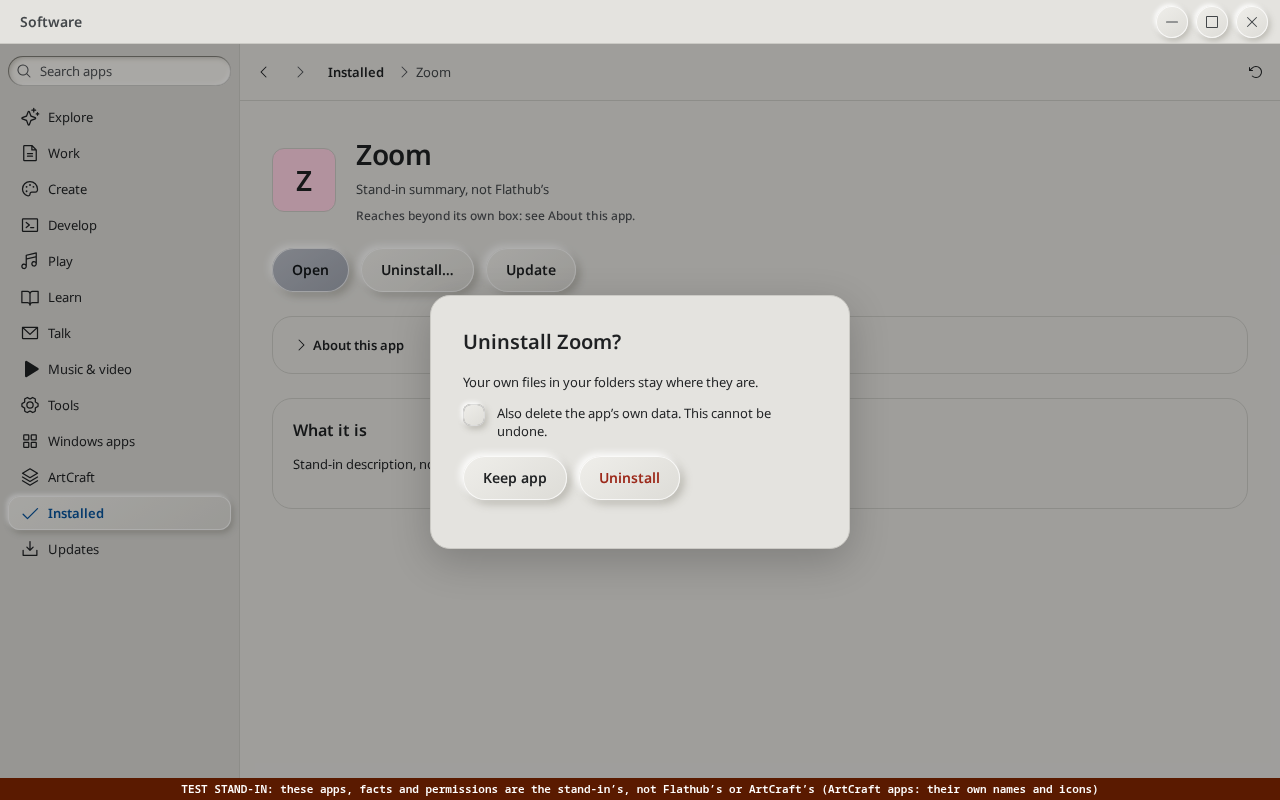 Software
Search apps
Explore
Work
Create
Develop
Play
Learn
Talk
Music & video
Tools
Windows apps
ArtCraft
Installed
Updates
Installed
Zoom
Z
Zoom
Stand-in summary, not Flathub’s
Reaches beyond its own box: see About this app.
Open
Uninstall…
Update
About this app
What it is
Stand-in description,
Uninstall Zoom?
Your own files in your folders stay where they are.
Also delete the app’s own data. This cannot be
undone.
Keep app
Uninstall
TEST STAND-IN: these apps, facts and permissions are the stand-in’s, not Flathub’s or ArtCraft’s (ArtCraft apps: their own names and icons)